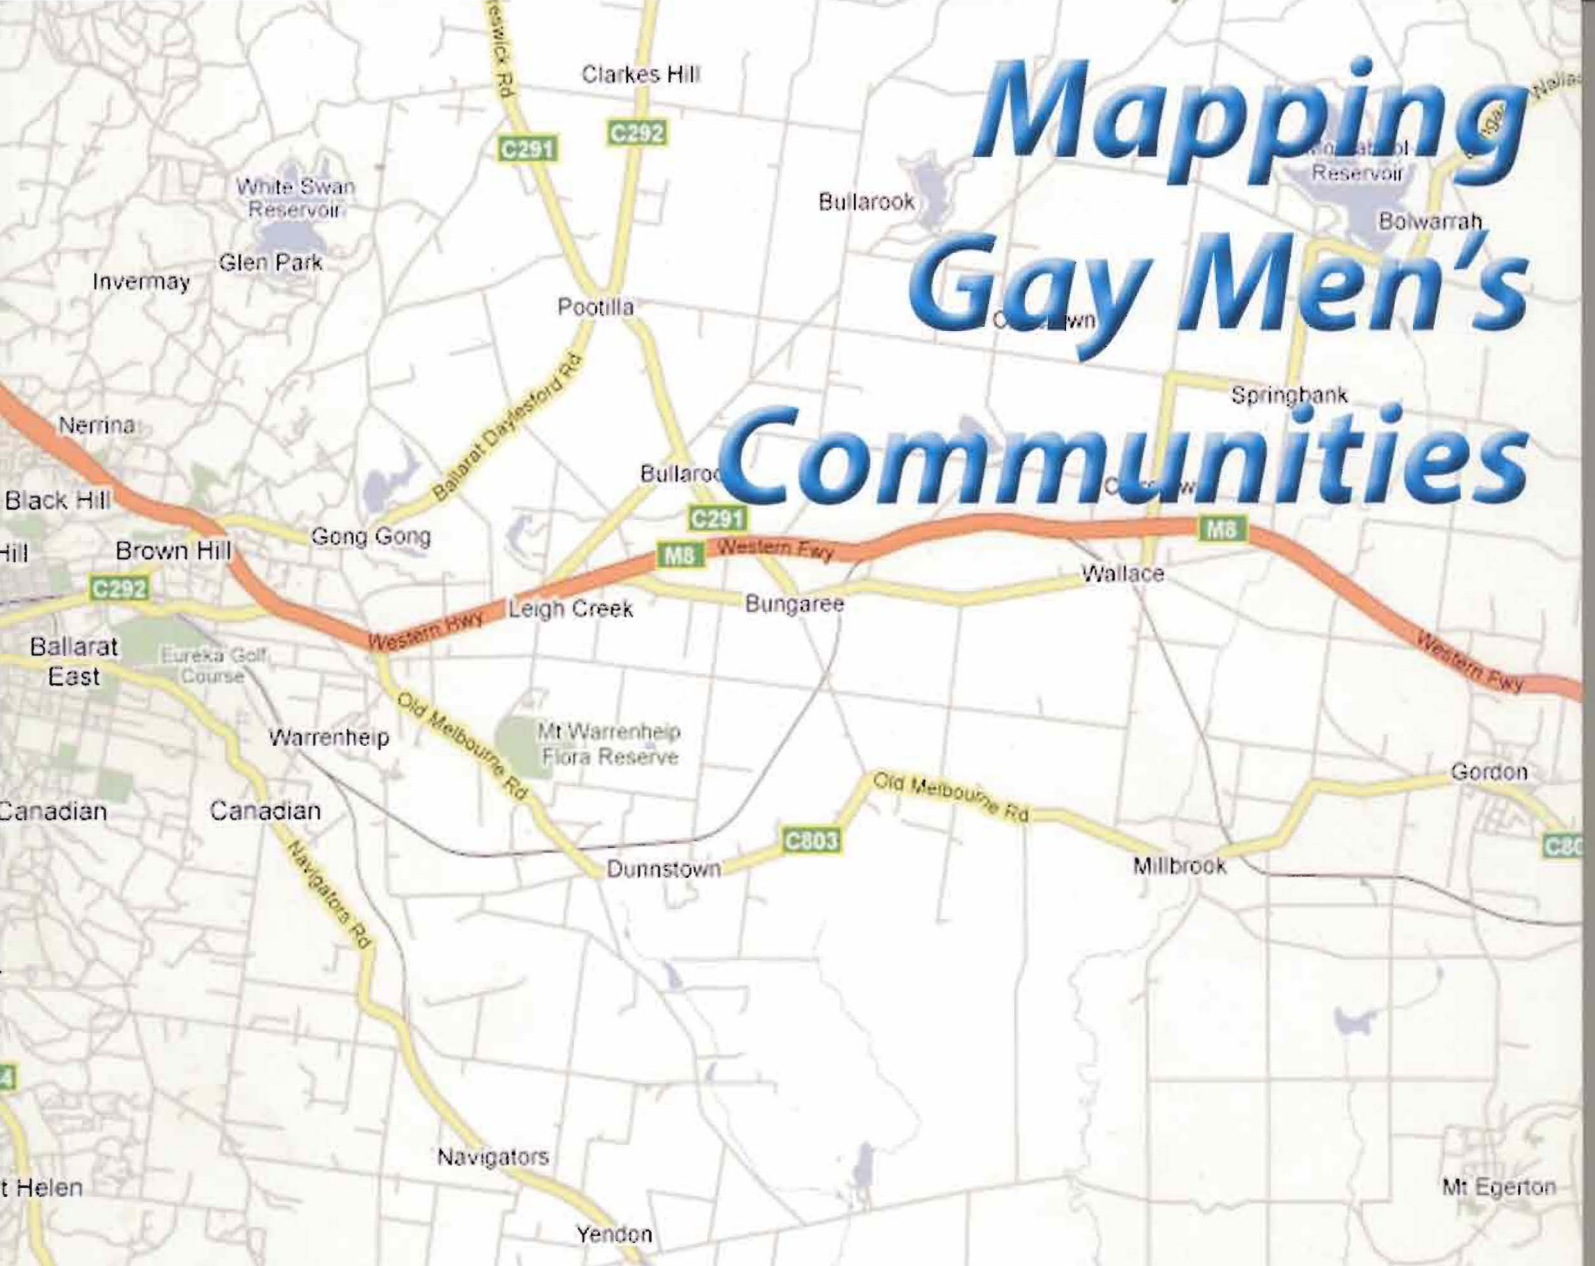 Mapping
Gay Men's
Communities
Clarkes Hill
C292
C291
White Swan
Reservoir
Glen Park
Invermay
Bullarook
Reservoir
Bolwarrah
Pootilla
Springbank
Ballarat Daylesford Rd
Nerrina
Black Hill
Hill
Brown Hill
Gong Gong
C292
C291
M8
Western Fwy
M8
Wallace
Leigh Creek
Bungaree
Western Hwy
Western Fwy
Ballarat
East
Eureka Golf
Course
Warrenheip
Old Melbourne Rd
Mt Warrenheip
Flora Reserve
Canadian
Canadian
Old Melbourne Rd
Gordon
C803
Dunnstown
Millbrook
Navigators Rd
Navigators
t Helen
Yendon
Mt Egerton